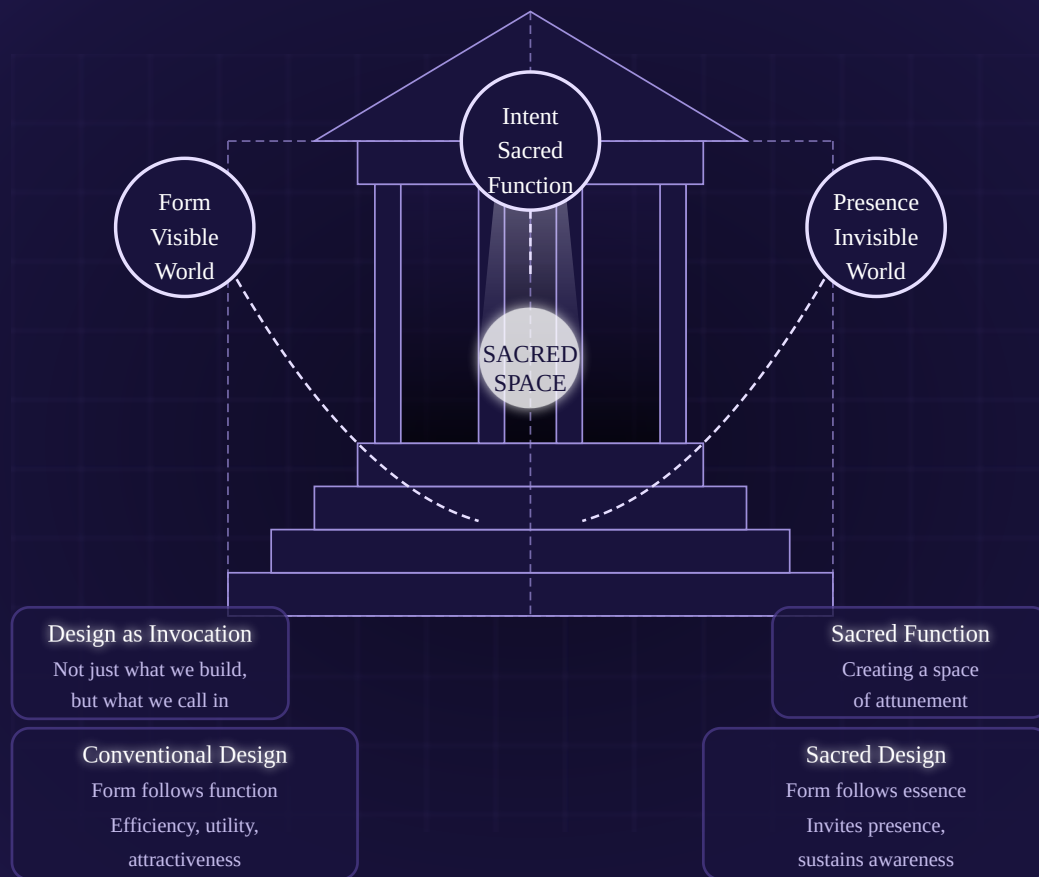 Intent
Sacred
Function
Form
Visible
World
Presence
Invisible
World
SACRED
SPACE
Design as Invocation
Not just what we build,
but what we call in
Sacred Function
Creating a space
of attunement
Conventional Design
Form follows function
Efficiency, utility,
attractiveness
Sacred Design
Form follows essence
Invites presence,
sustains awareness